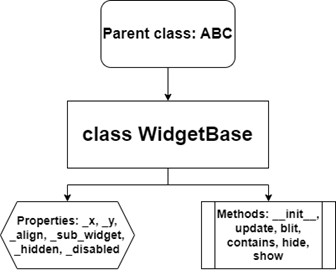 Parent class: ABC
class WidgetBase
Properties: _x, _y,
_align, _sub_widget,
_hidden, _disabled
Methods: __init__,
update, blit,
contains, hide,
show